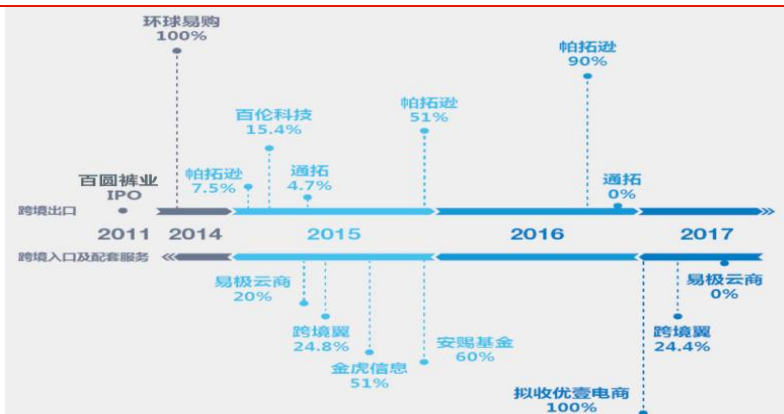 环球易购
100%
帕拓逊
90%
百伦科技
15.4%
帕拓逊
51%
百圆裤业
IPO
帕拓逊
7.5%
通拓
4.7%
通拓
0%
跨境出口
2011 2014 2015 2016 2017
跨境入口及配套服务
易极云商
20%
跨境翼
24.8%
金虎信息
51%
安赐基金
60%
易极云商
0%
跨境翼
24.4%
拟收优壹电商
100%